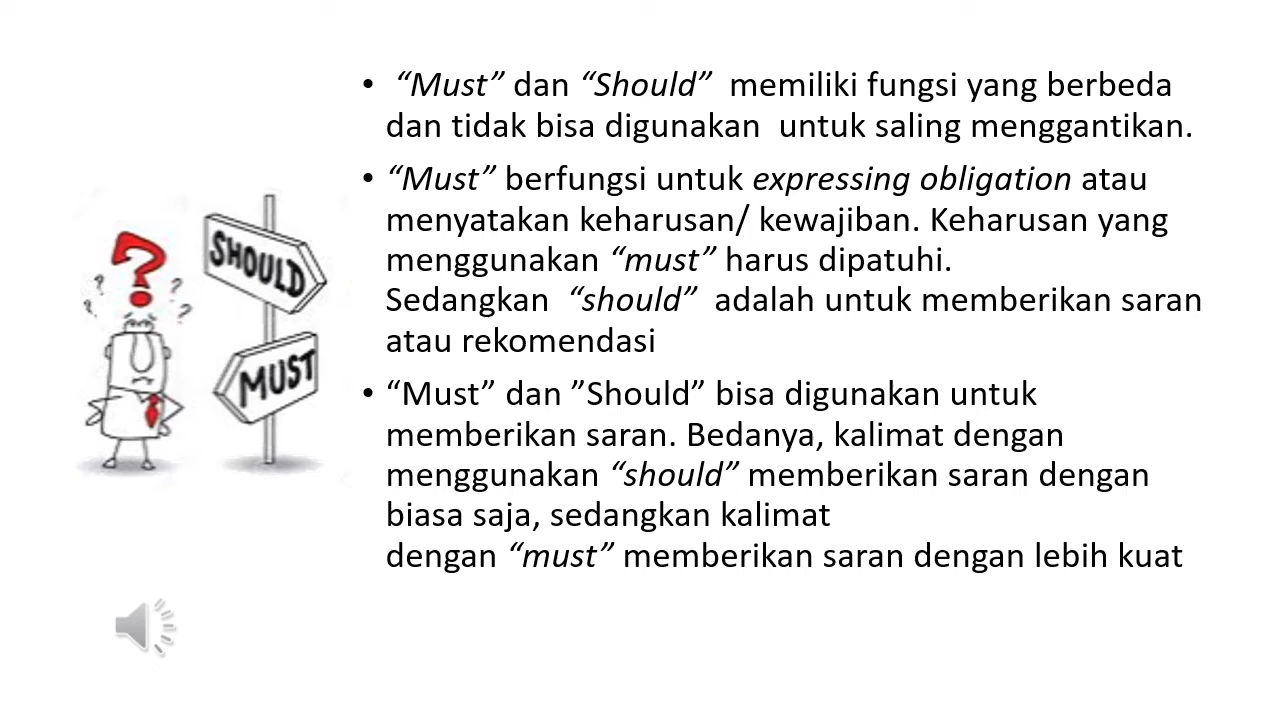 SHOULD
MUST
• “Must” dan “Should” memiliki fungsi yang berbeda
dan tidak bisa digunakan untuk saling menggantikan.
• “Must” berfungsi untuk expressing obligation atau
menyatakan keharusan/ kewajiban. Keharusan yang
menggunakan “must” harus dipatuhi.
Sedangkan “should” adalah untuk memberikan saran
atau rekomendasi
• “Must” dan ”Should” bisa digunakan untuk
memberikan saran. Bedanya, kalimat dengan
menggunakan “should” memberikan saran dengan
biasa saja, sedangkan kalimat
dengan “must” memberikan saran dengan lebih kuat